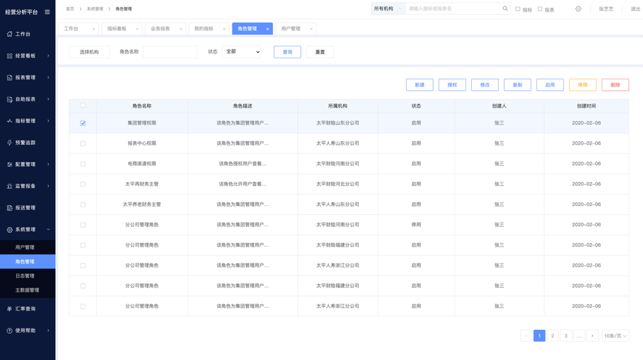 经营分析平台
首页 > 系统管理 > 角色管理
所有机构
请输入指标或报表名
指标
报表
张艺艺
退出
工作台
经营看板
报表管理
自助报表
指标管理
预警追踪
配置管理
监管报备
报送管理
系统管理
用户管理
角色管理
日志管理
主数据管理
汇率查询
使用帮助
工作台 × 指标看板 × 业务报表 × 我的指标 × 角色管理 × 用户管理 ×
选择机构 角色名称 状态 全部 查询 重置
新建 授权 修改 复制 启用 停用 删除
角色名称 角色描述 所属机构 状态 创建人 创建时间
集团管理权限 该角色为集团管理用户... 太平财险山东分公司 启用 张三 2020-02-06
报表中心权限 该角色为集团管理用户... 太平人寿山东分公司 启用 张三 2020-02-06
电商渠道权限 该角色授权用户查看... 太平财险河南分公司 启用 张三 2020-02-06
太平再财务主管 该角色允许用户查看... 太平财险河北分公司 启用 张三 2020-02-06
太平养老财务主管 该角色为集团管理用户... 太平人寿山东分公司 启用 张三 2020-02-06
分公司管理角色 该角色为集团管理用户... 太平财险河南分公司 停用 张三 2020-02-06
分公司管理角色 该角色为集团管理用户... 太平财险福建分公司 启用 张三 2020-02-06
分公司管理角色 该角色为集团管理用户... 太平人寿浙江分公司 启用 张三 2020-02-06
分公司管理角色 该角色为集团管理用户... 太平财险福建分公司 启用 张三 2020-02-06
分公司管理角色 该角色为集团管理用户... 太平人寿浙江分公司 启用 张三 2020-02-06
< 1 2 3 ... > 10条/页